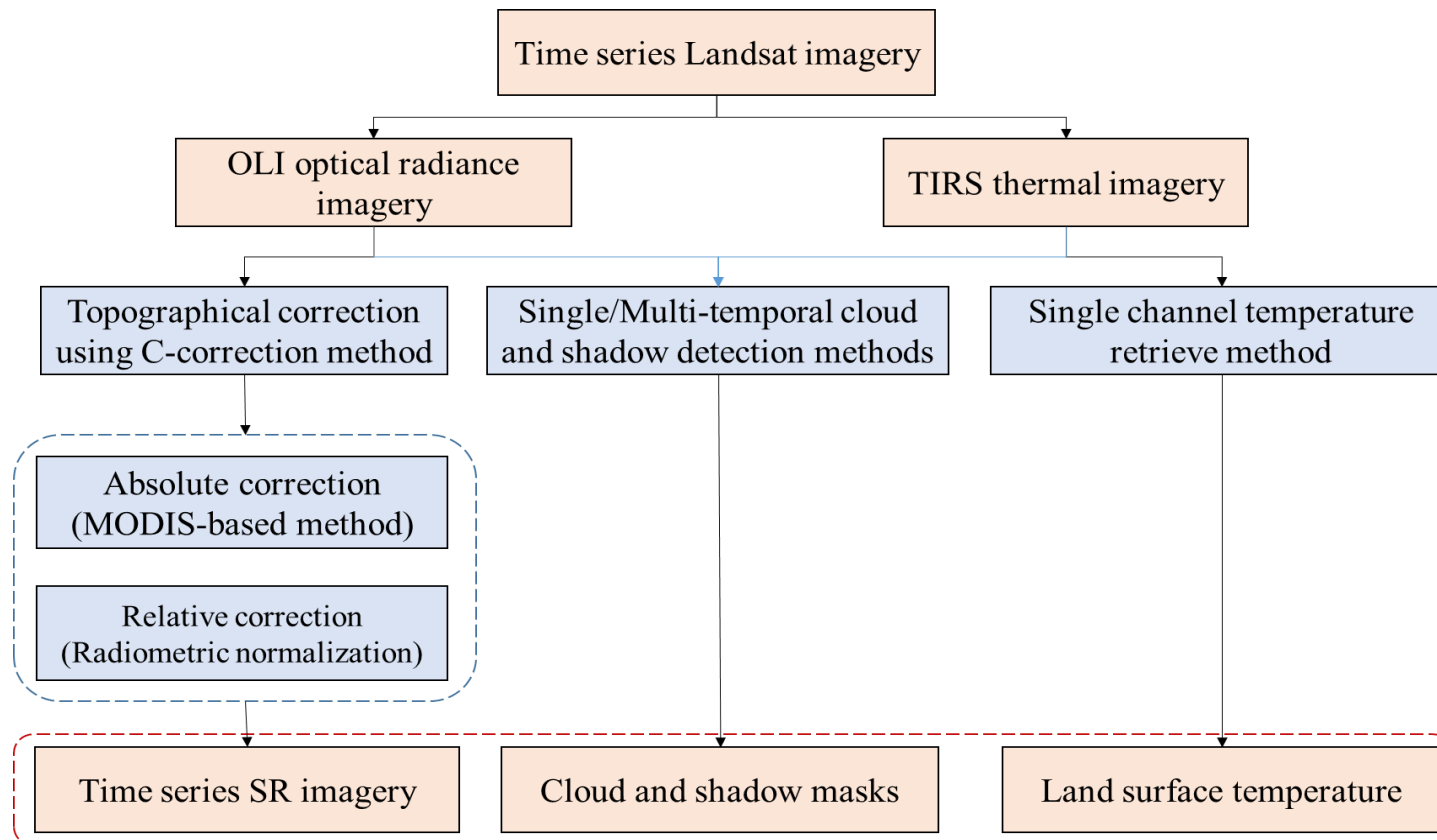 Time series Landsat imagery
OLI optical radiance
imagery
TIRS thermal imagery
Topographical correction
using C-correction method
Single/Multi-temporal cloud
and shadow detection methods
Single channel temperature
retrieve method
Absolute correction
(MODIS-based method)
Relative correction
(Radiometric normalization)
Time series SR imagery
Cloud and shadow masks
Land surface temperature